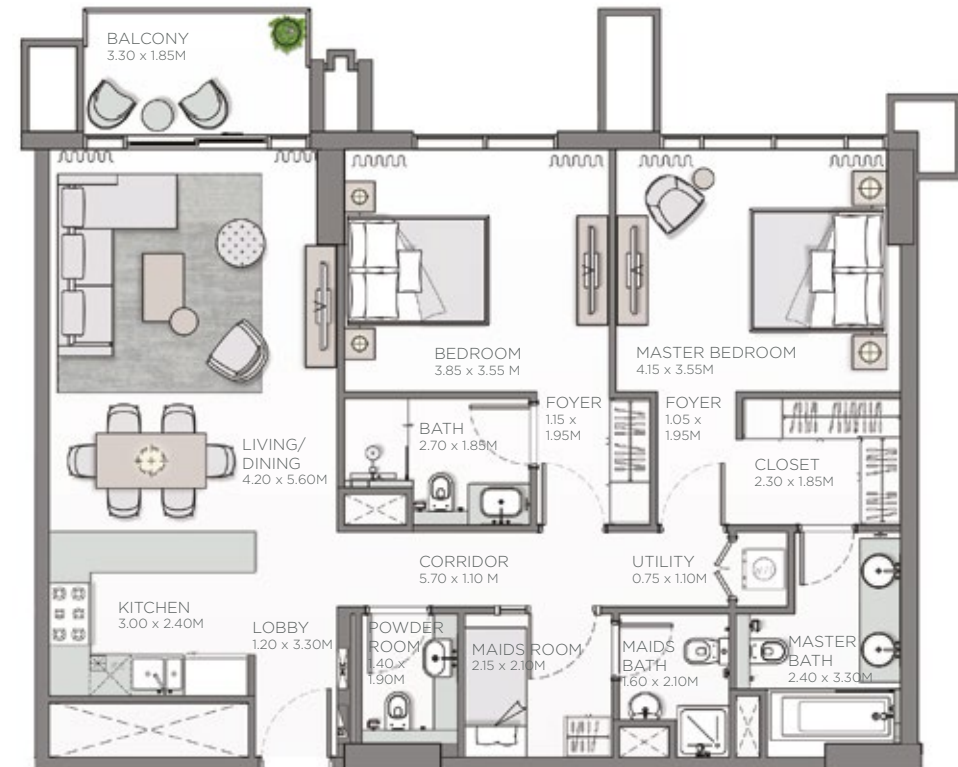 BALCONY
3.30 x 1.85M
BEDROOM
3.85 x 3.55 M
MASTER BEDROOM
4.15 x 3.55M
FOYER
1.15 x
1.95M
FOYER
1.05 x
1.95M
BATH
2.70 x 1.85M
LIVING/
DINING
4.20 x 5.60M
CLOSET
2.30 x 1.85M
CORRIDOR
5.70 x 1.10 M
UTILITY
0.75 x 1.10M
KITCHEN
3.00 x 2.40M
LOBBY
1.20 x 3.30M
POWDER
ROOM
1.40 x
1.90M
MAIDS ROOM
2.15 x 2.10M
MAIDS
BATH
1.60 x 2.10M
MASTER
BATH
2.40 x 3.30M